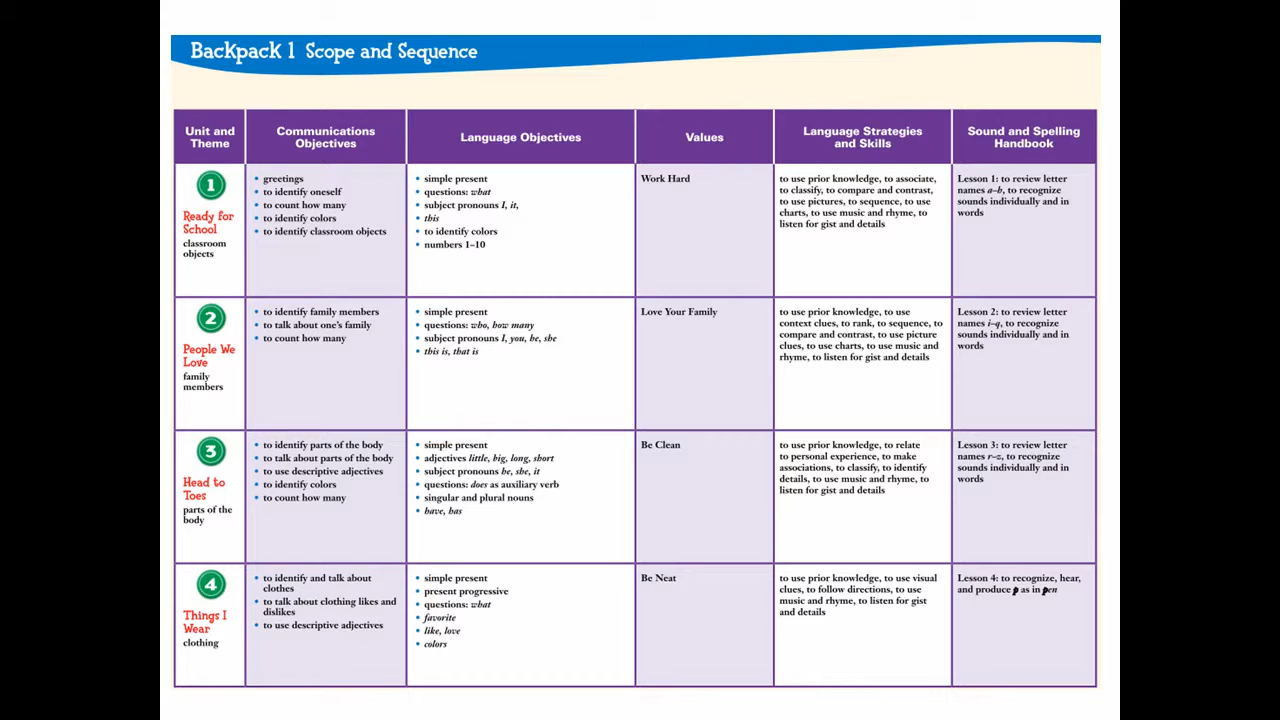 Backpack 1 Scope and Sequence
Unit and
Theme
Communications
Objectives
Language Objectives
Values
Language Strategies
and Skills
Sound and Spelling
Handbook
1
Ready for
School
classroom
objects
• greetings
• to identify oneself
• to count how many
• to identify colors
• to identify classroom objects
• simple present
• questions: what
• subject pronouns I, it,
• this
• to identify colors
• numbers 1–10
Work Hard
to use prior knowledge, to associate,
to classify, to compare and contrast,
to use pictures, to sequence, to use
charts, to use music and rhyme, to
listen for gist and details
Lesson 1: to review letter
names a–h, to recognize
sounds individually and in
words
2
People We
Love
family
members
• to identify family members
• to talk about one's family
• to count how many
• simple present
• questions: who, how many
• subject pronouns I, you, he, she
• this is, that is
Love Your Family
to use prior knowledge, to use
context clues, to rank, to sequence, to
compare and contrast, to use picture
clues, to use charts, to use music and
rhyme, to listen for gist and details
Lesson 2: to review letter
names i–q, to recognize
sounds individually and in
words
3
Head to
Toes
parts of the
body
• to identify parts of the body
• to talk about parts of the body
• to use descriptive adjectives
• to identify colors
• to count how many
• simple present
• adjectives little, big, long, short
• subject pronouns he, she, it
• questions: does as auxiliary verb
• singular and plural nouns
• have, has
Be Clean
to use prior knowledge, to relate
to personal experience, to make
associations, to classify, to identify
details, to use music and rhyme, to
listen for gist and details
Lesson 3: to review letter
names r–z, to recognize
sounds individually and in
words
4
Things I
Wear
clothing
• to identify and talk about
clothes
• to talk about clothing likes and
dislikes
• to use descriptive adjectives
• simple present
• present progressive
• questions: what
• favorite
• like, love
• colors
Be Neat
to use prior knowledge, to use visual
clues, to follow directions, to use
music and rhyme, to listen for gist
and details
Lesson 4: to recognize, hear,
and produce p as in pen